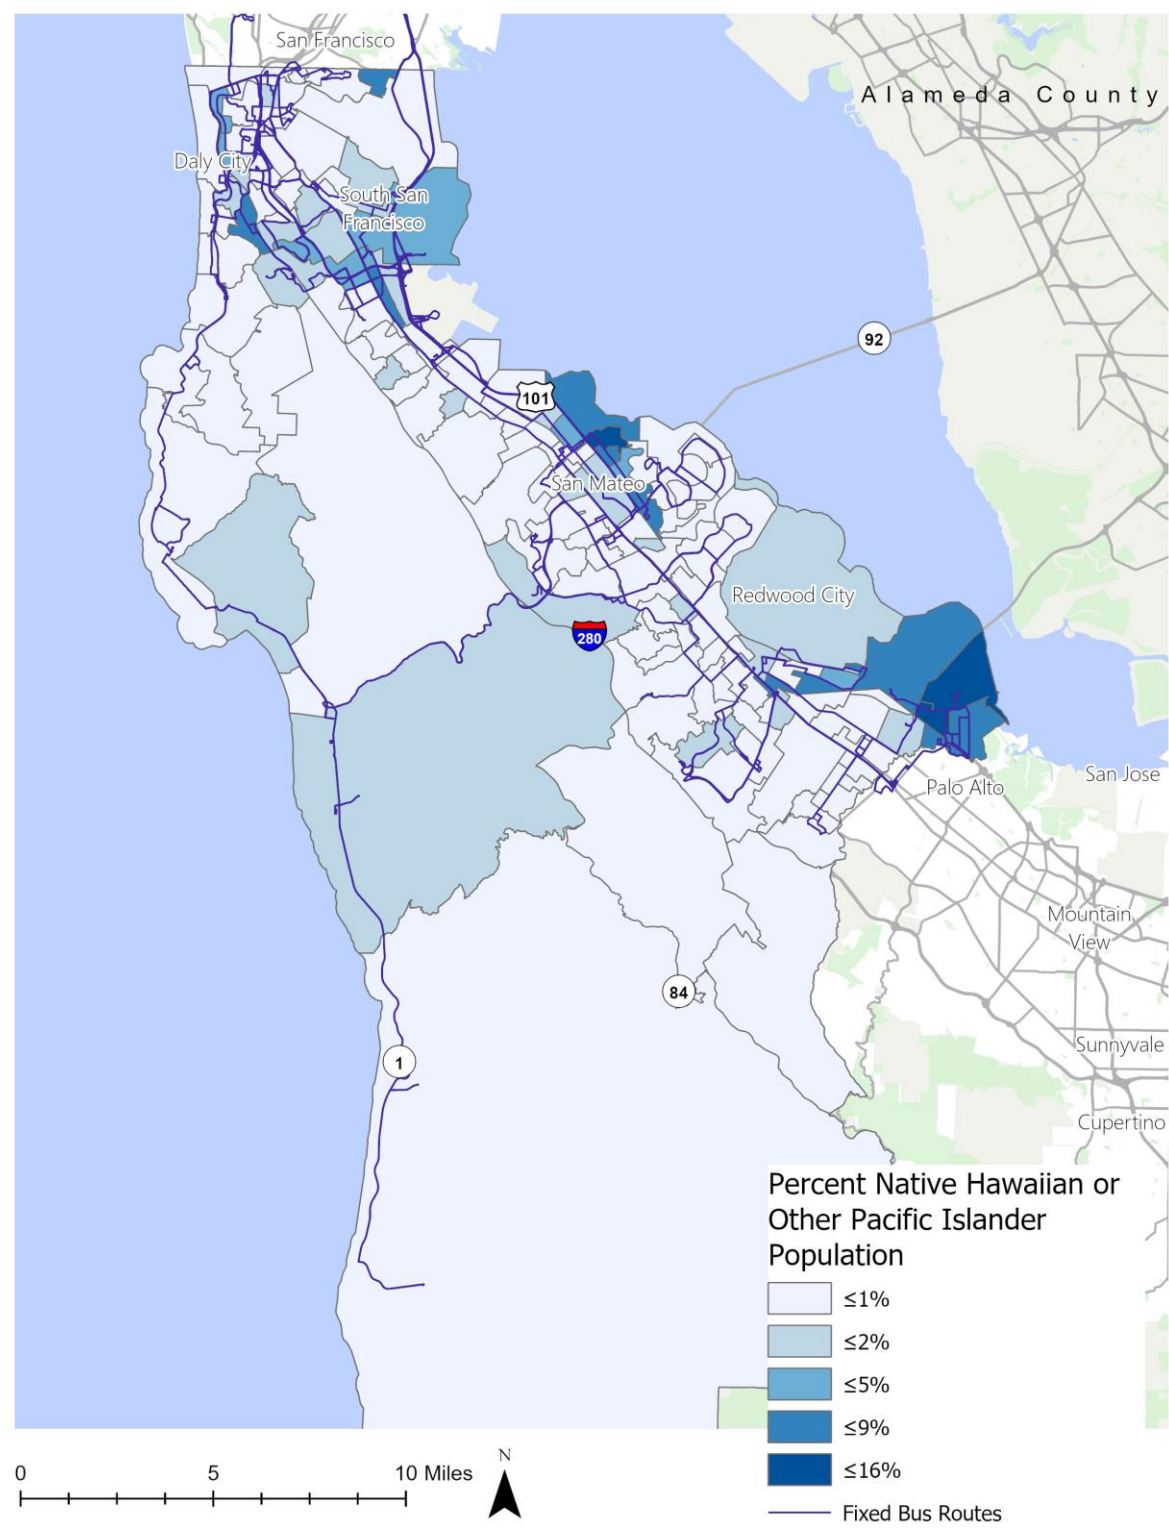 San Francisco
Alameda County
Daly City
South San
Francisco
92
101
San Mateo
Redwood City
280
San Jose
Palo Alto
Mountain
View
84
Sunnyvale
1
Cupertino
Percent Native Hawaiian or
Other Pacific Islander
Population
≤1%
≤2%
≤5%
≤9%
≤16%
Fixed Bus Routes
0 5 10 Miles
N